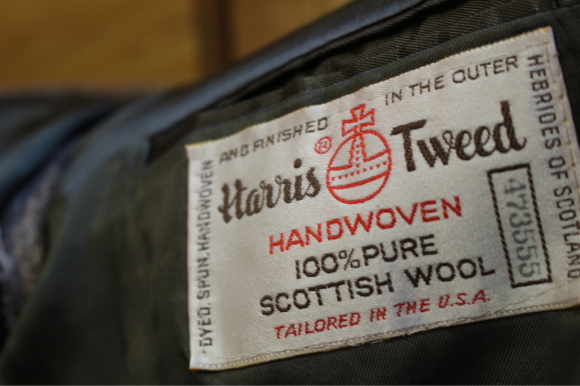 DYED, SPUN, HANDWOVEN
AND FINISHED
IN THE OUTER
HEBRIDES OF SCOTLAND
Harris ® Tweed
HANDWOVEN
100% PURE
SCOTTISH WOOL
473555
TAILORED IN THE U.S.A.